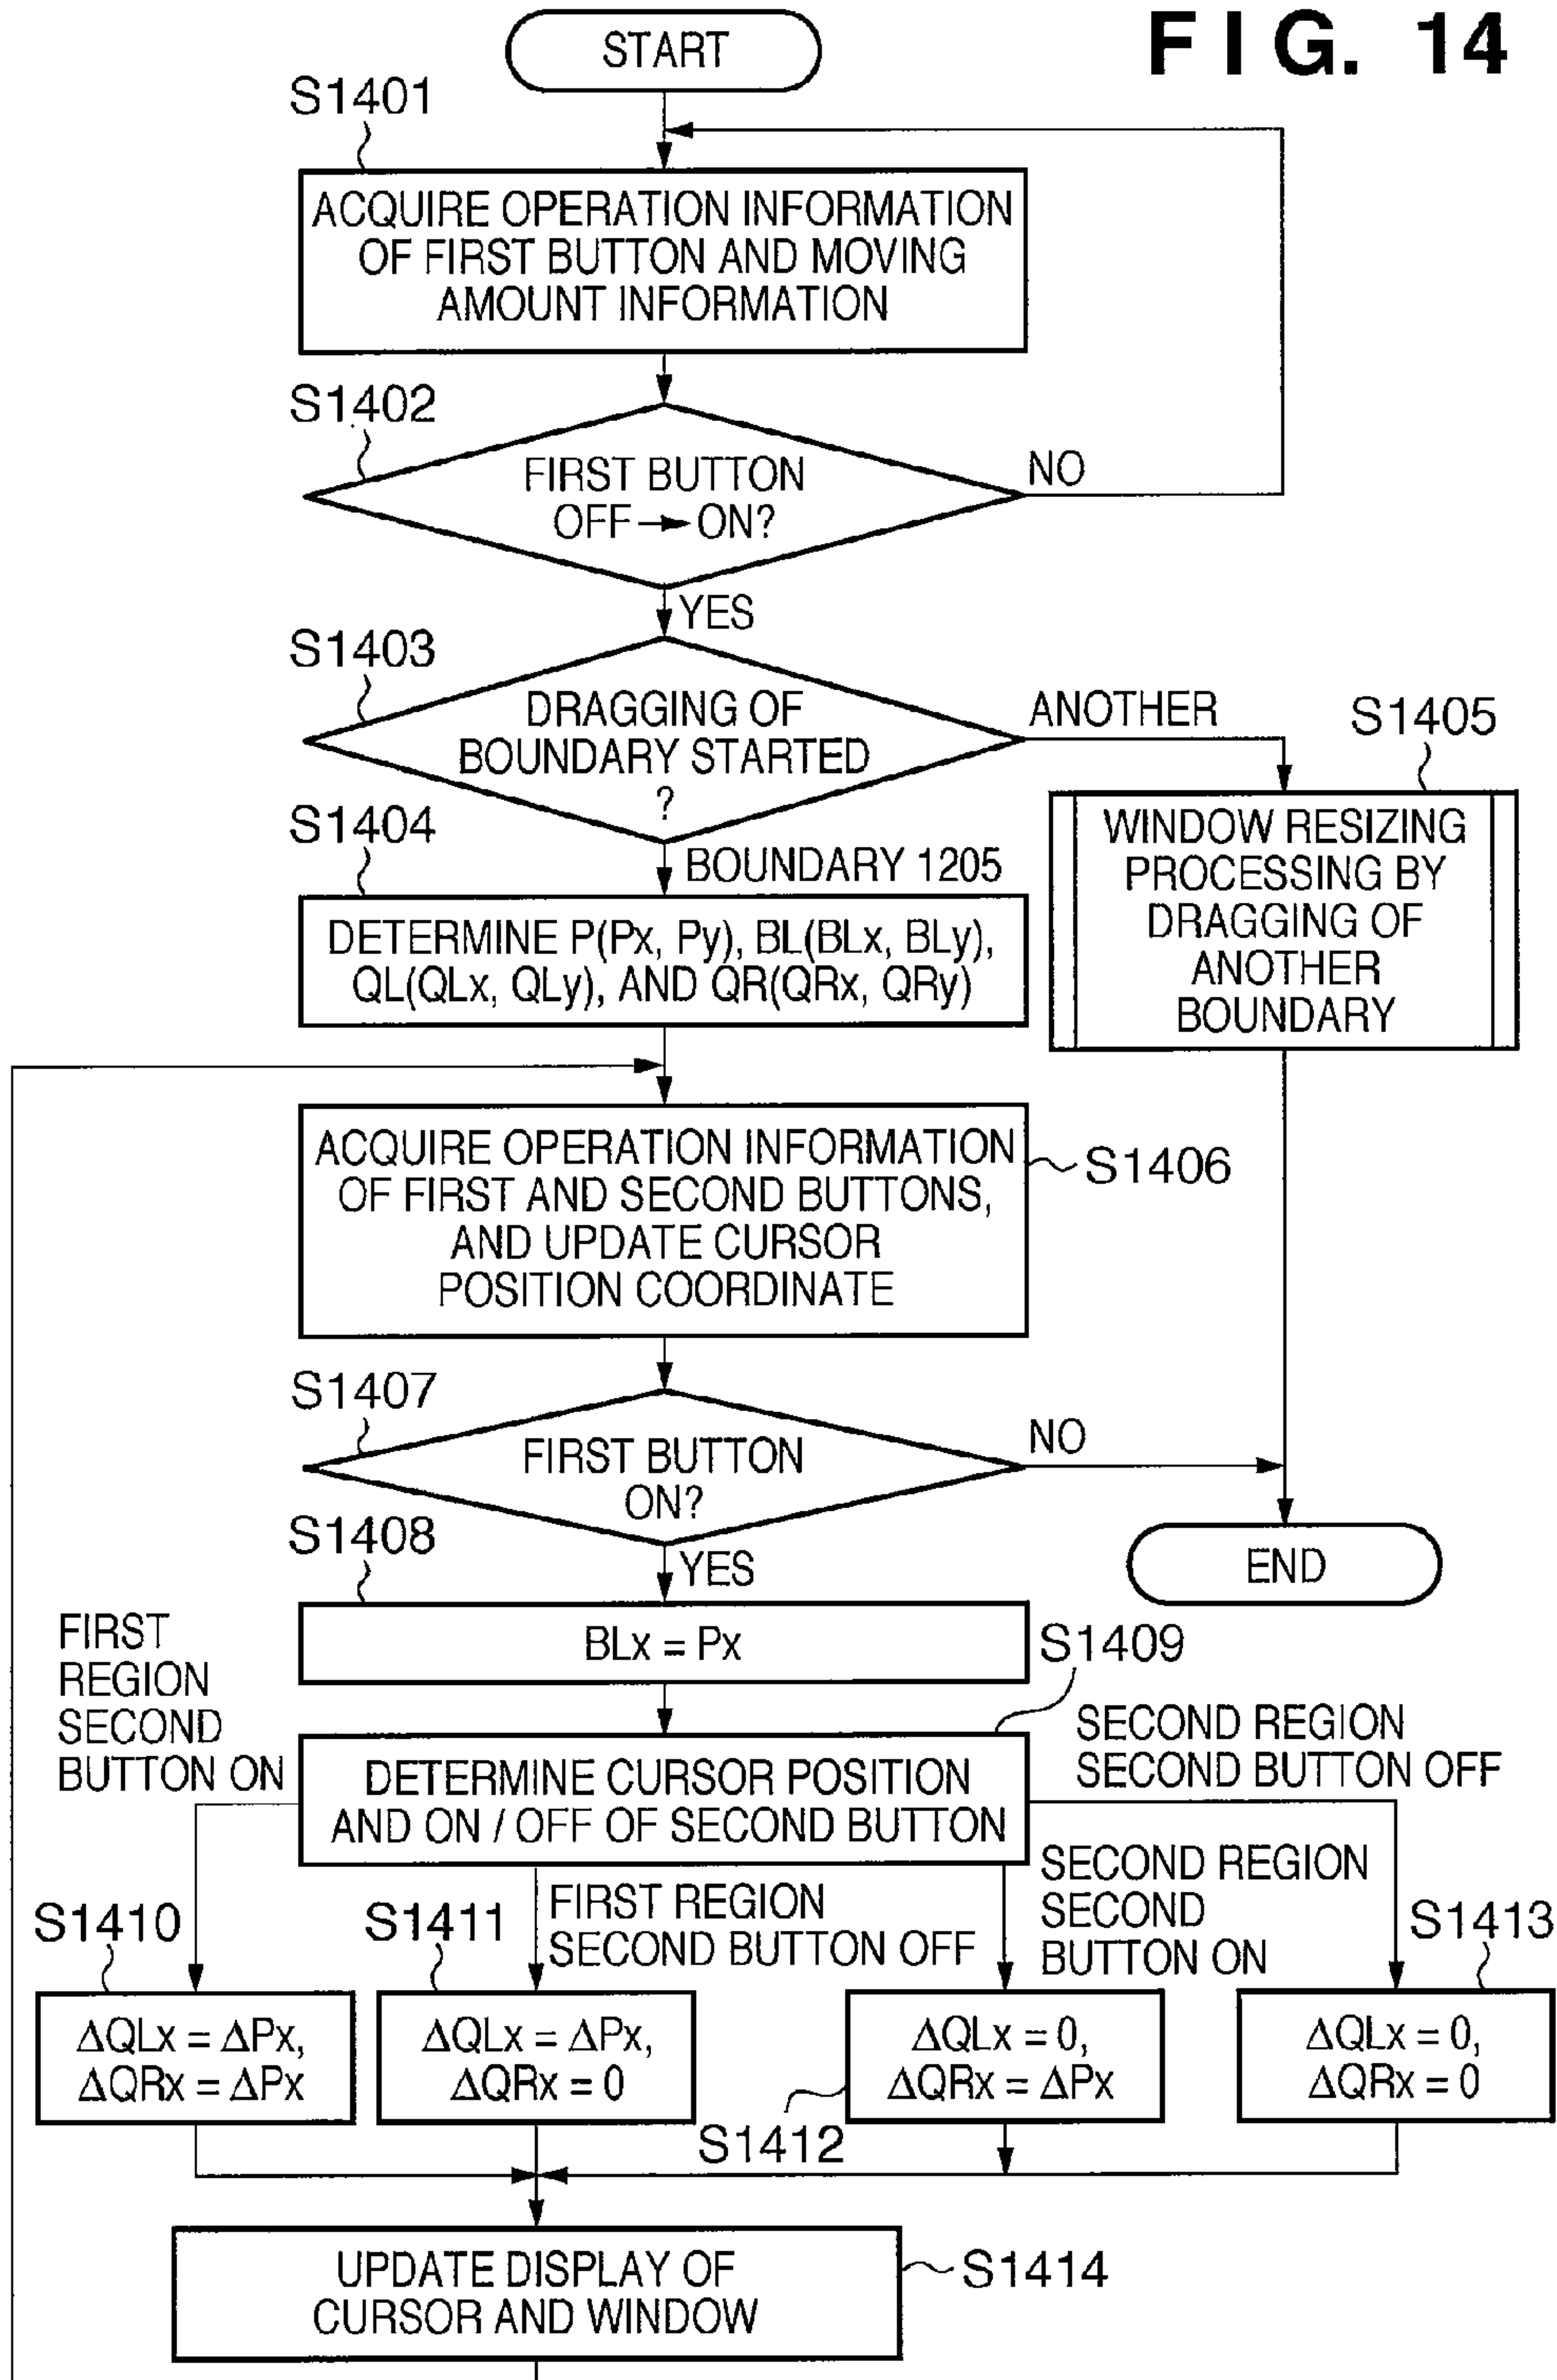 FIG. 14
START
S1401
ACQUIRE OPERATION INFORMATION
OF FIRST BUTTON AND MOVING
AMOUNT INFORMATION
S1402
FIRST BUTTON
OFF → ON?
NO
YES
S1403
DRAGGING OF
BOUNDARY STARTED
?
ANOTHER
S1405
WINDOW RESIZING
PROCESSING BY
DRAGGING OF
ANOTHER
BOUNDARY
S1404
BOUNDARY 1205
DETERMINE P(Px, Py), BL(BLx, BLy),
QL(QLx, QLy), AND QR(QRx, QRy)
ACQUIRE OPERATION INFORMATION
OF FIRST AND SECOND BUTTONS,
AND UPDATE CURSOR
POSITION COORDINATE
S1406
S1407
FIRST BUTTON
ON?
NO
END
S1408
YES
BLx = Px
S1409
DETERMINE CURSOR POSITION
AND ON / OFF OF SECOND BUTTON
FIRST
REGION
SECOND
BUTTON ON
SECOND REGION
SECOND BUTTON OFF
FIRST REGION
SECOND BUTTON OFF
SECOND REGION
SECOND
BUTTON ON
S1410
ΔQLx = ΔPx,
ΔQRx = ΔPx
S1411
ΔQLx = ΔPx,
ΔQRx = 0
S1412
ΔQLx = 0,
ΔQRx = ΔPx
S1413
ΔQLx = 0,
ΔQRx = 0
UPDATE DISPLAY OF
CURSOR AND WINDOW
S1414